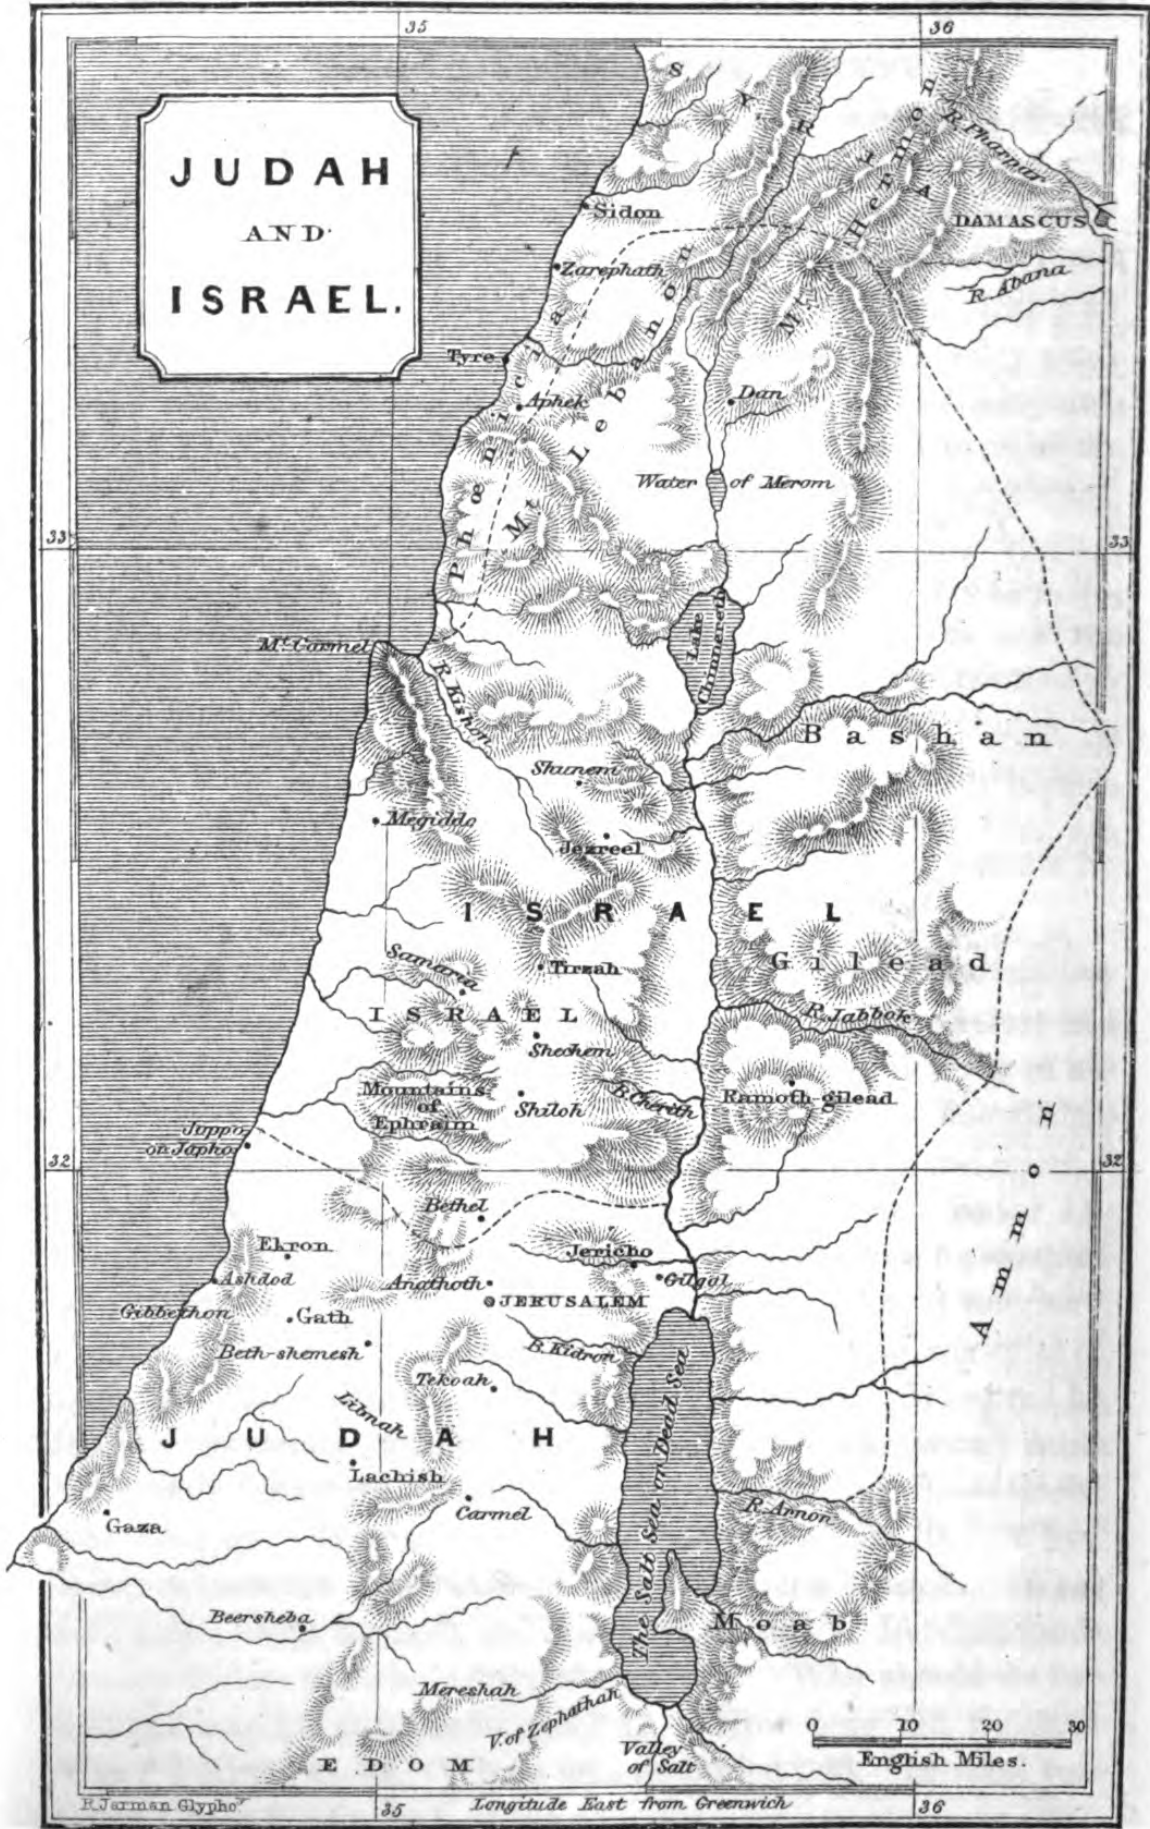 35
36
JUDAH
AND
ISRAEL.
SYRIA
Mt Hermon
R. Pharpar
DAMASCUS
R. Abana
Sidon
Zarephath
Phœnicia
Mt Lebanon
Tyre
Aphek
Dan
Water of Merom
33
33
Lake
Chinnereth
Mt Carmel
R. Kishon
Bashan
Shunem
Megiddo
Jezreel
ISRAEL
Gilead
Samaria
Tirzah
ISRAEL
R. Jabbok
Shechem
Mountains
of
Ephraim
Shiloh
B. Cherith
Ramoth-gilead
Joppa
or Japho
32
32
Ammon
Bethel
Ekron
Jericho
Ashdod
Anathoth
Gilgal
JERUSALEM
Gibbethon
Gath
Beth-shemesh
B. Kidron
Tekoah
The Salt Sea or Dead Sea
Libnah
JUDAH
Lachish
Gaza
Carmel
R. Arnon
Beersheba
Moab
Mereshah
V. of Zephathah
EDOM
Valley
of Salt
0 10 20 30
English Miles.
R. Jarman Glypho.r
35
Longitude East from Greenwich
36